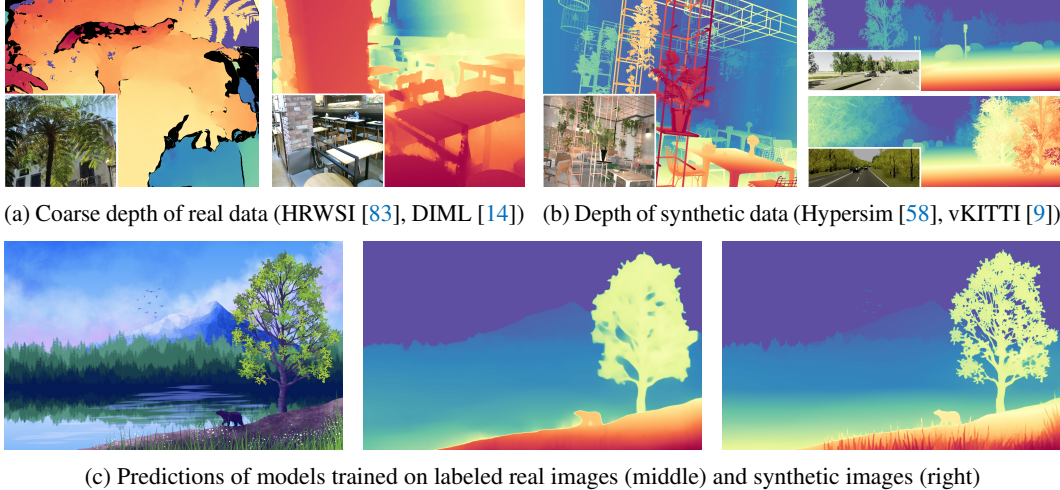 (a) Coarse depth of real data (HRWSI [83], DIML [14])
(b) Depth of synthetic data (Hypersim [58], vKITTI [9])
(c) Predictions of models trained on labeled real images (middle) and synthetic images (right)